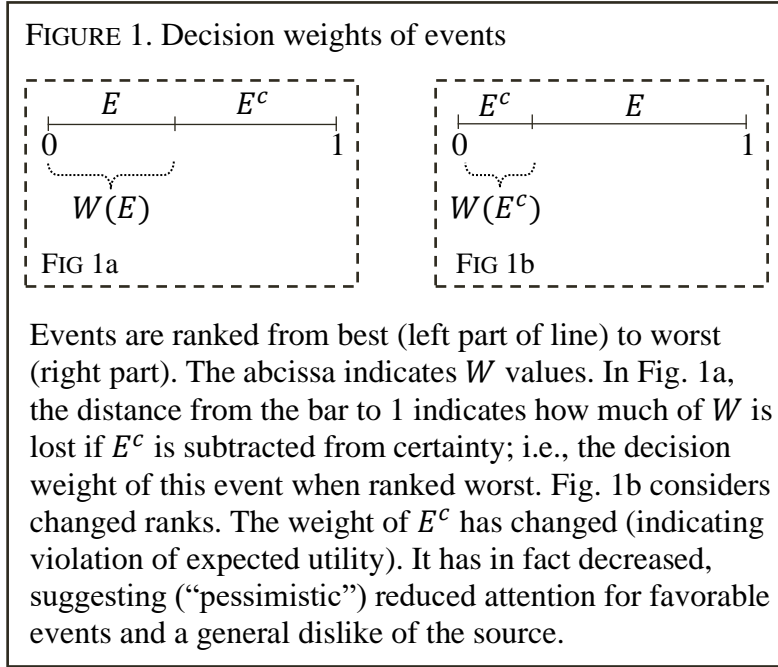 FIGURE 1. Decision weights of events
E E^c
0 1
W(E)
FIG 1a
E^c E
0 1
W(E^c)
FIG 1b
Events are ranked from best (left part of line) to worst
(right part). The abcissa indicates W values. In Fig. 1a,
the distance from the bar to 1 indicates how much of W is
lost if E^c is subtracted from certainty; i.e., the decision
weight of this event when ranked worst. Fig. 1b considers
changed ranks. The weight of E^c has changed (indicating
violation of expected utility). It has in fact decreased,
suggesting (“pessimistic”) reduced attention for favorable
events and a general dislike of the source.